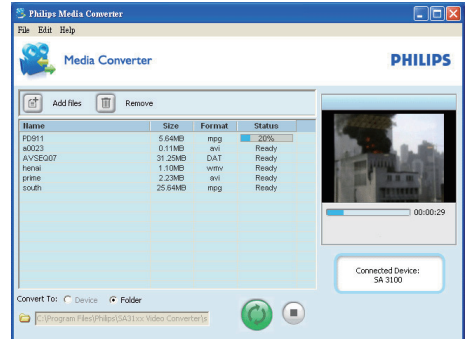 Philips Media Converter
File Edit Help
Media Converter
PHILIPS
Add files Remove
Name Size Format Status
PD911 5.64MB mpg 20%
a0023 0.11MB avi Ready
AVSEQ07 31.25MB DAT Ready
henai 1.10MB wmv Ready
prime 2.23MB avi Ready
south 25.64MB mpg Ready
00:00:29
Connected Device:
SA 3100
Convert To: Device Folder
C:\Program Files\Philips\SA31xx Video Converter\s